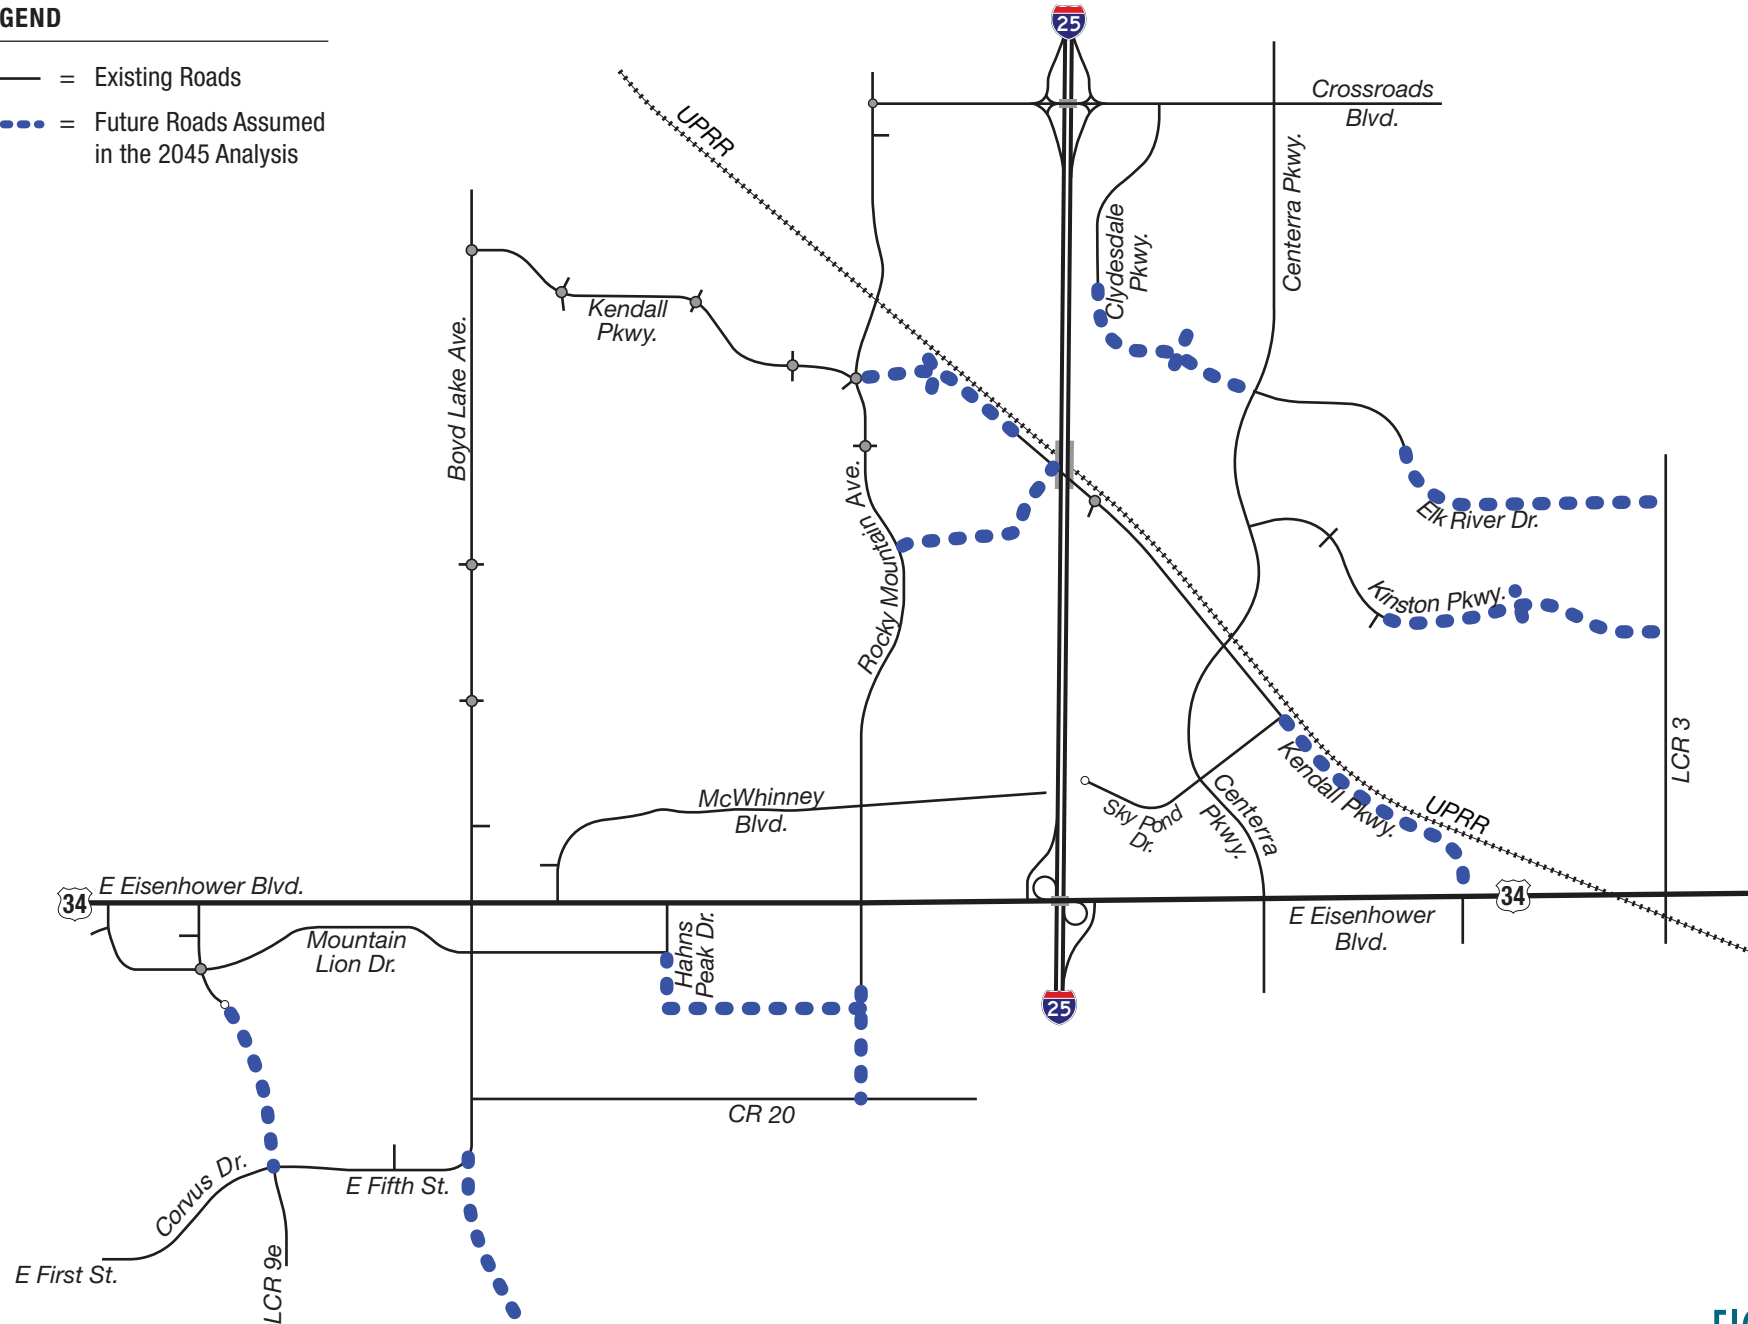 GEND
= Existing Roads
= Future Roads Assumed
in the 2045 Analysis
25
Crossroads
Blvd.
UPRR
Centerra Pkwy.
Clydesdale
Pkwy.
Kendall
Pkwy.
Boyd Lake Ave.
Rocky Mountain Ave.
Elk River Dr.
Kinston Pkwy.
LCR 3
McWhinney
Blvd.
Sky Pond
Dr.
Centerra
Pkwy.
Kendall Pkwy.
UPRR
34
E Eisenhower Blvd.
34
E Eisenhower
Blvd.
Mountain
Lion Dr.
Hahns
Peak Dr.
25
CR 20
Corvus Dr.
E Fifth St.
E First St.
LCR 9e